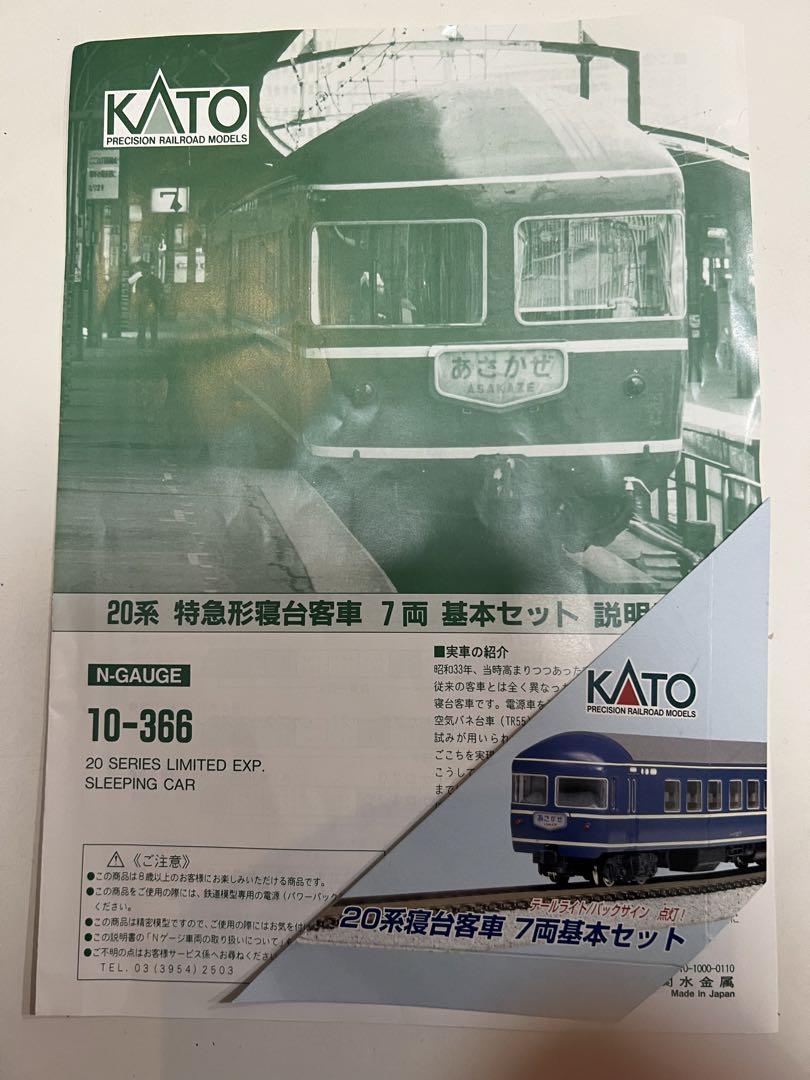 KATO
PRECISION RAILROAD MODELS
7
あさかぜ
ASAKAZE
20系 特急形寝台客車 7両 基本セット 説明
N-GAUGE
10-366
20 SERIES LIMITED EXP.
SLEEPING CAR
■実車の紹介
昭和33年、当時高まりつつあった
従来の客車とは全く異なっ
寝台客車です。電源車を
空気バネ台車(TR55)
試みが用いられ
ごこちを実現
こうして
まで
KATO
PRECISION RAILROAD MODELS
あさかぜ
テールライト/バックサイン 点灯!
20系寝台客車 7両基本セット
⚠《ご注意》
●この商品は8歳以上のお客様にお楽しみいただける商品です。
●この商品をご使用の際には、鉄道模型専用の電源(パワーパック
ください。
●この商品は精密模型ですので、ご使用の際にはお気を付け
●この説明書の「Nゲージ車両の取り扱いについて」
●ご不明の点はお客様サービス係へお尋ねくださ
TEL. 03(3954)2503
に
0-1000-0110
水金属
Made in Japan